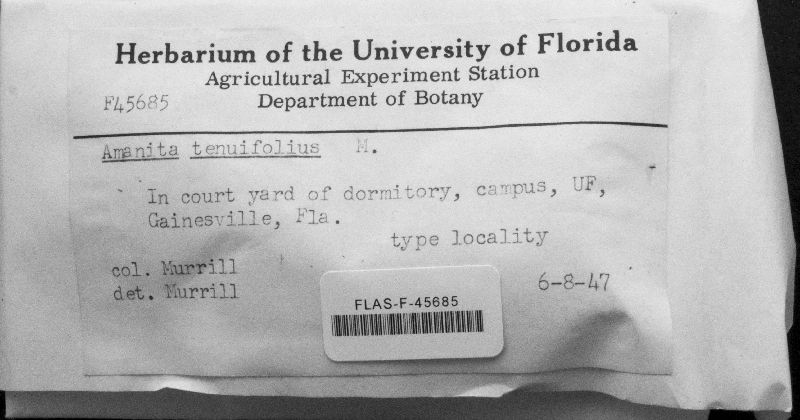 Herbarium of the University of Florida
Agricultural Experiment Station
F45685 Department of Botany
Amanita tenuifolius M.
In court yard of dormitory, campus, UF,
Gainesville, Fla.
type locality
col. Murrill
det. Murrill
6-8-47
FLAS-F-45685